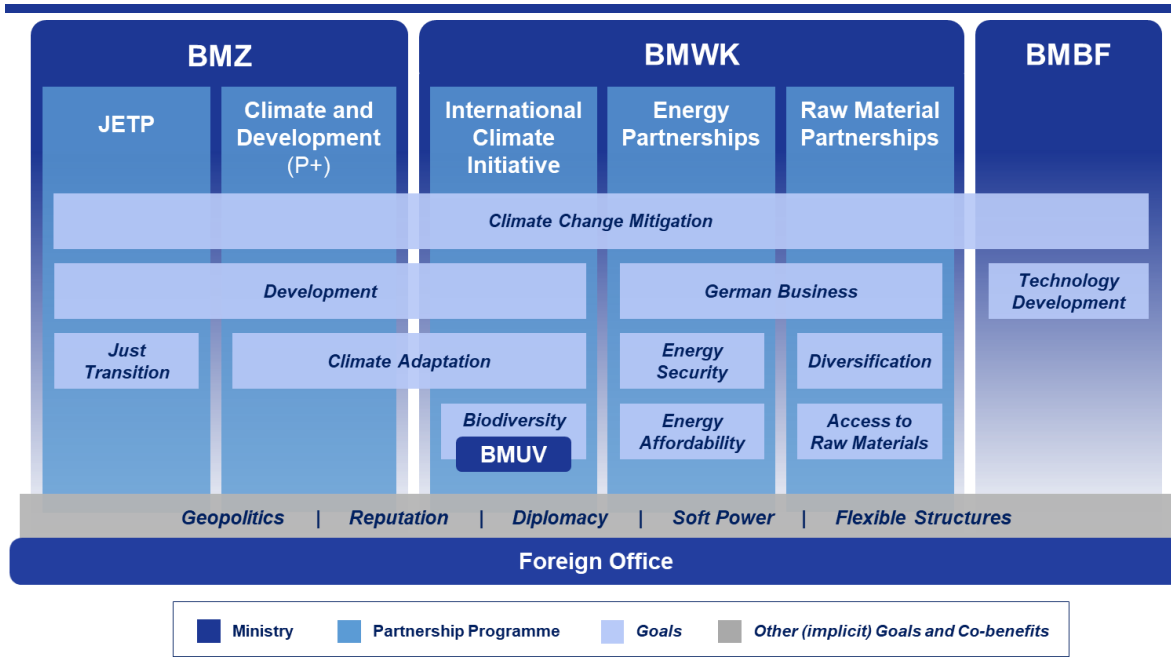 BMZ
BMWK
BMBF
JETP
Climate and
Development
(P+)
International
Climate
Initiative
Energy
Partnerships
Raw Material
Partnerships
Climate Change Mitigation
Development
German Business
Technology
Development
Just
Transition
Climate Adaptation
Energy
Security
Diversification
Biodiversity
BMUV
Energy
Affordability
Access to
Raw Materials
Geopolitics | Reputation | Diplomacy | Soft Power | Flexible Structures
Foreign Office
Ministry
Partnership Programme
Goals
Other (implicit) Goals and Co-benefits